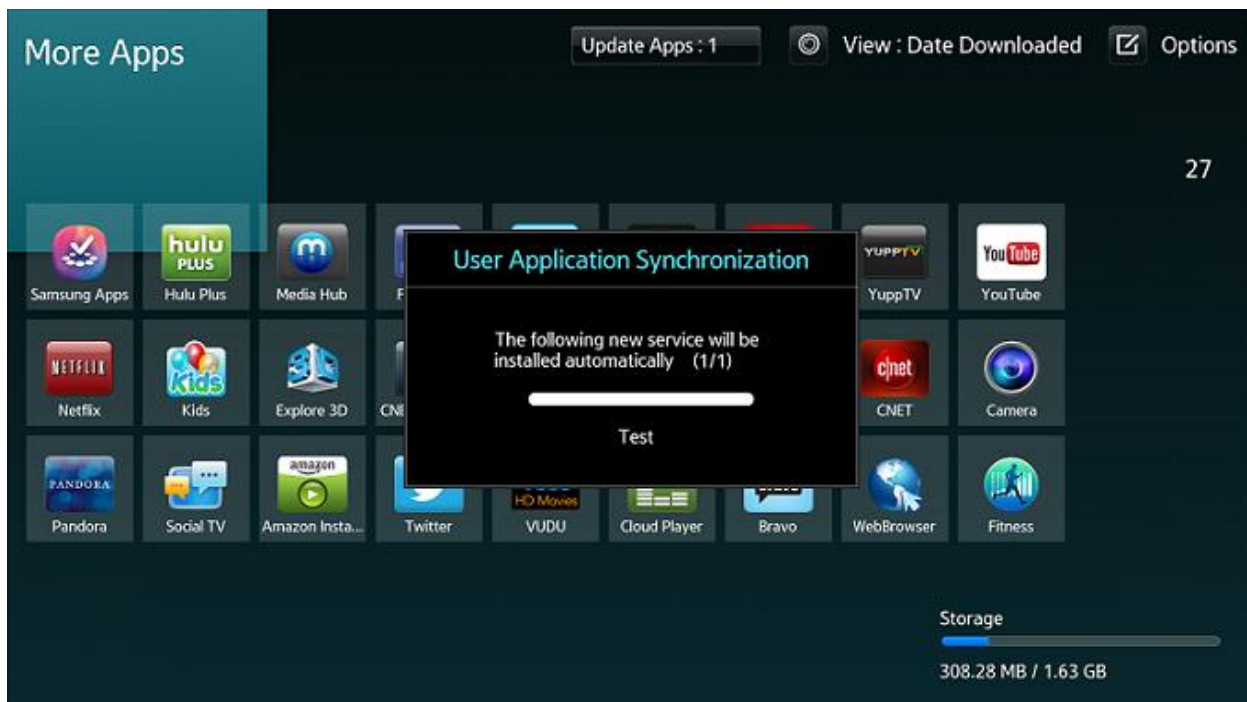 More Apps
Update Apps : 1
View : Date Downloaded
Options
27
hulu
PLUS
m
YUPPTV
You Tube
Samsung Apps
Hulu Plus
Media Hub
F
YuppTV
YouTube
User Application Synchronization
The following new service will be
installed automatically (1/1)
Test
NETFLIX
Kids
3D
c|net
Netflix
Kids
Explore 3D
CNE
CNET
Camera
PANDORA
amazon
HD Movies
Pandora
Social TV
Amazon Insta...
Twitter
VUDU
Cloud Player
Bravo
WebBrowser
Fitness
Storage
308.28 MB / 1.63 GB